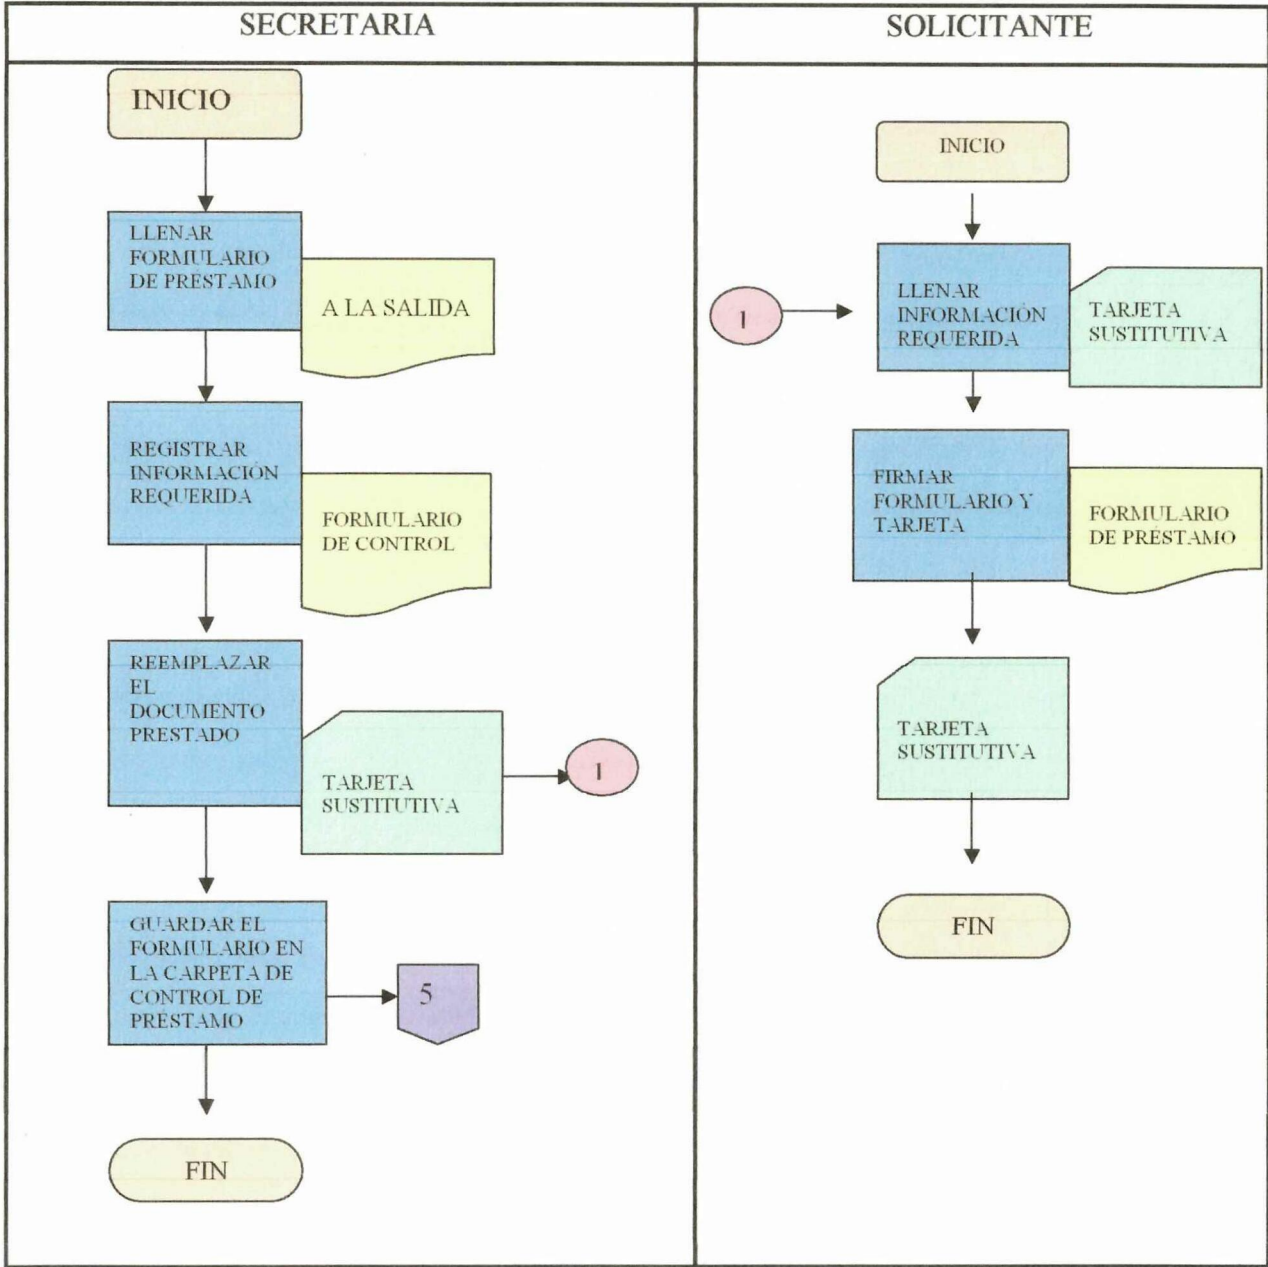 SECRETARIA
INICIO
LLENAR
FORMULARIO
DE PRÉSTAMO
A LA SALIDA
REGISTRAR
INFORMACIÓN
REQUERIDA
FORMULARIO
DE CONTROL
REEMPLAZAR
EL
DOCUMENTO
PRESTADO
TARJETA
SUSTITUTIVA
1
GUARDAR EL
FORMULARIO EN
LA CARPETA DE
CONTROL DE
PRÉSTAMO
5
FIN
SOLICITANTE
INICIO
1
LLENAR
INFORMACIÓN
REQUERIDA
TARJETA
SUSTITUTIVA
FIRMAR
FORMULARIO Y
TARJETA
FORMULARIO
DE PRÉSTAMO
TARJETA
SUSTITUTIVA
FIN